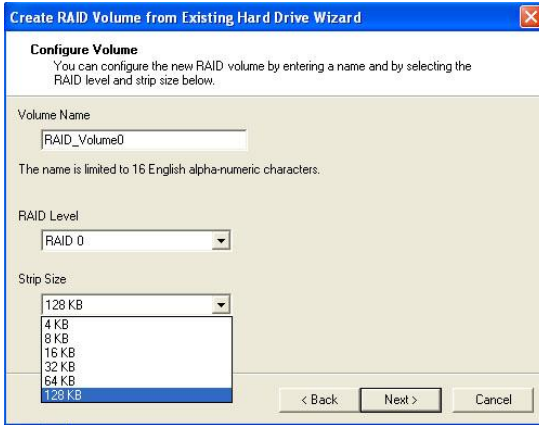 Create RAID Volume from Existing Hard Drive Wizard
Configure Volume
You can configure the new RAID volume by entering a name and by selecting the
RAID level and strip size below.
Volume Name
RAID_Volume0
The name is limited to 16 English alpha-numeric characters.
RAID Level
RAID 0
Strip Size
128 KB
4 KB
8 KB
16 KB
32 KB
64 KB
128 KB
< Back
Next >
Cancel